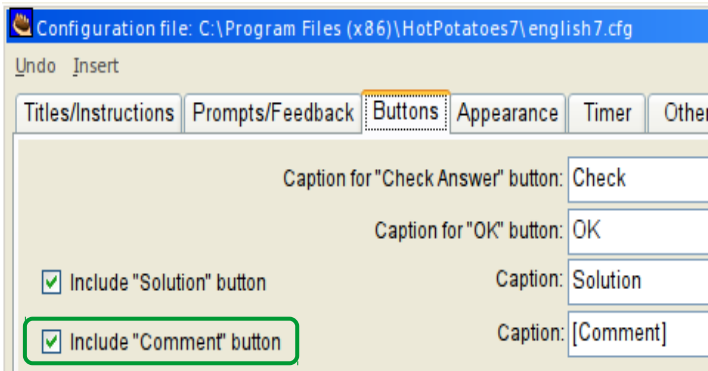 Configuration file: C:\Program Files (x86)\HotPotatoes7\english7.cfg
Undo Insert
Titles/Instructions Prompts/Feedback Buttons Appearance Timer Other
Caption for "Check Answer" button: Check
Caption for "OK" button: OK
Include "Solution" button Caption: Solution
Include "Comment" button Caption: [Comment]